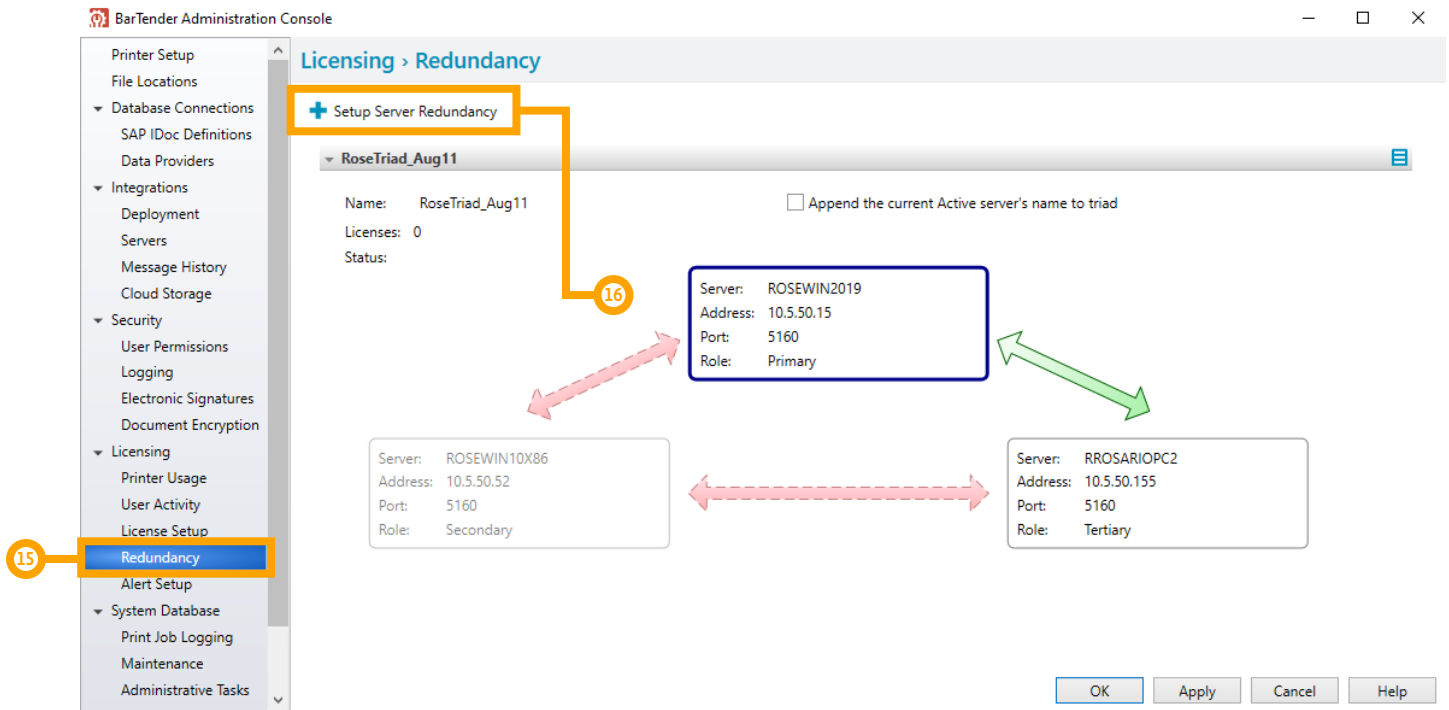 BarTender Administration Console
Printer Setup
File Locations
Database Connections
SAP IDoc Definitions
Data Providers
Integrations
Deployment
Servers
Message History
Cloud Storage
Security
User Permissions
Logging
Electronic Signatures
Document Encryption
Licensing
Printer Usage
User Activity
License Setup
15
Redundancy
Alert Setup
System Database
Print Job Logging
Maintenance
Administrative Tasks
Licensing › Redundancy
Setup Server Redundancy
RoseTriad_Aug11
Name: RoseTriad_Aug11
Append the current Active server's name to triad
Licenses: 0
Status:
16
Server: ROSEWIN2019
Address: 10.5.50.15
Port: 5160
Role: Primary
Server: ROSEWIN10X86
Address: 10.5.50.52
Port: 5160
Role: Secondary
Server: RROSARIOPC2
Address: 10.5.50.155
Port: 5160
Role: Tertiary
OK Apply Cancel Help